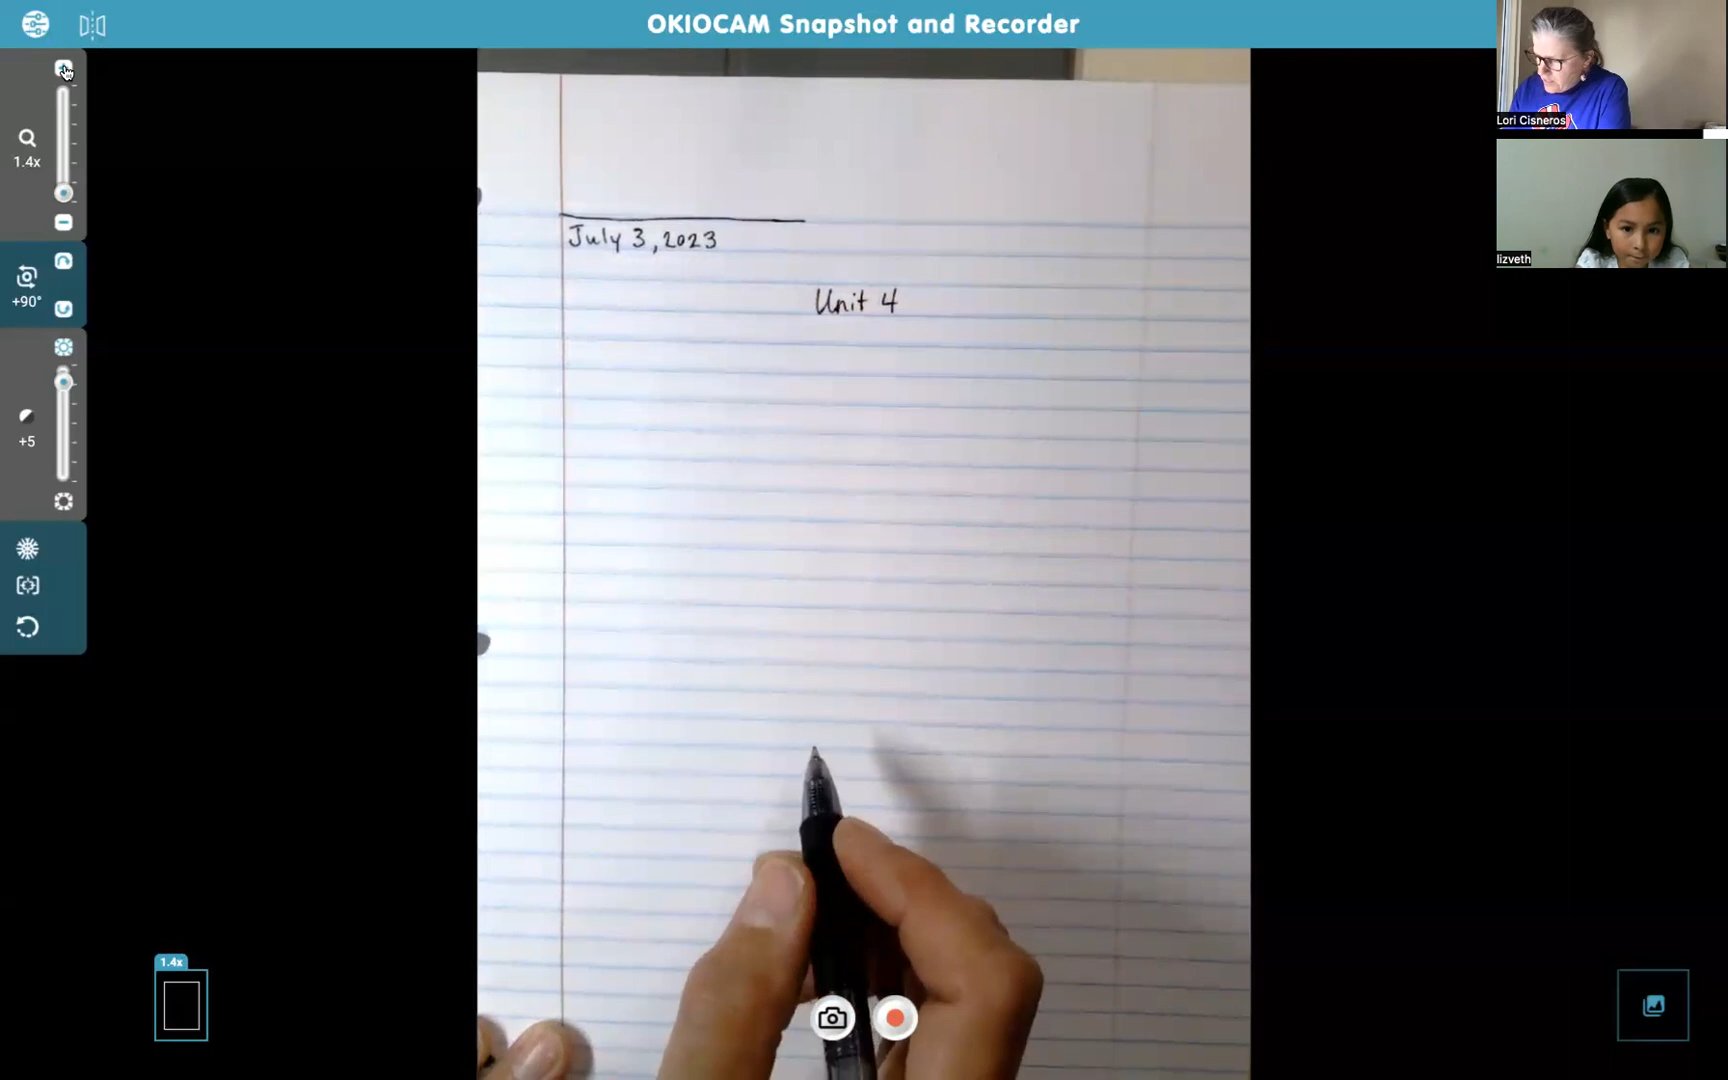 OKIOCAM Snapshot and Recorder
Lori Cisneros
lizveth
1.4x
+90°
+5
July 3, 2023
Unit 4
1.4x